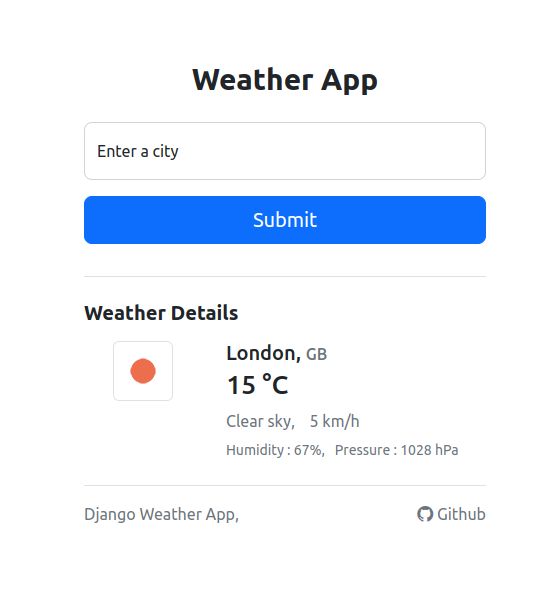 Weather App
Enter a city
Submit
Weather Details
London, GB
15 °C
Clear sky, 5 km/h
Humidity : 67%, Pressure : 1028 hPa
Django Weather App, Github